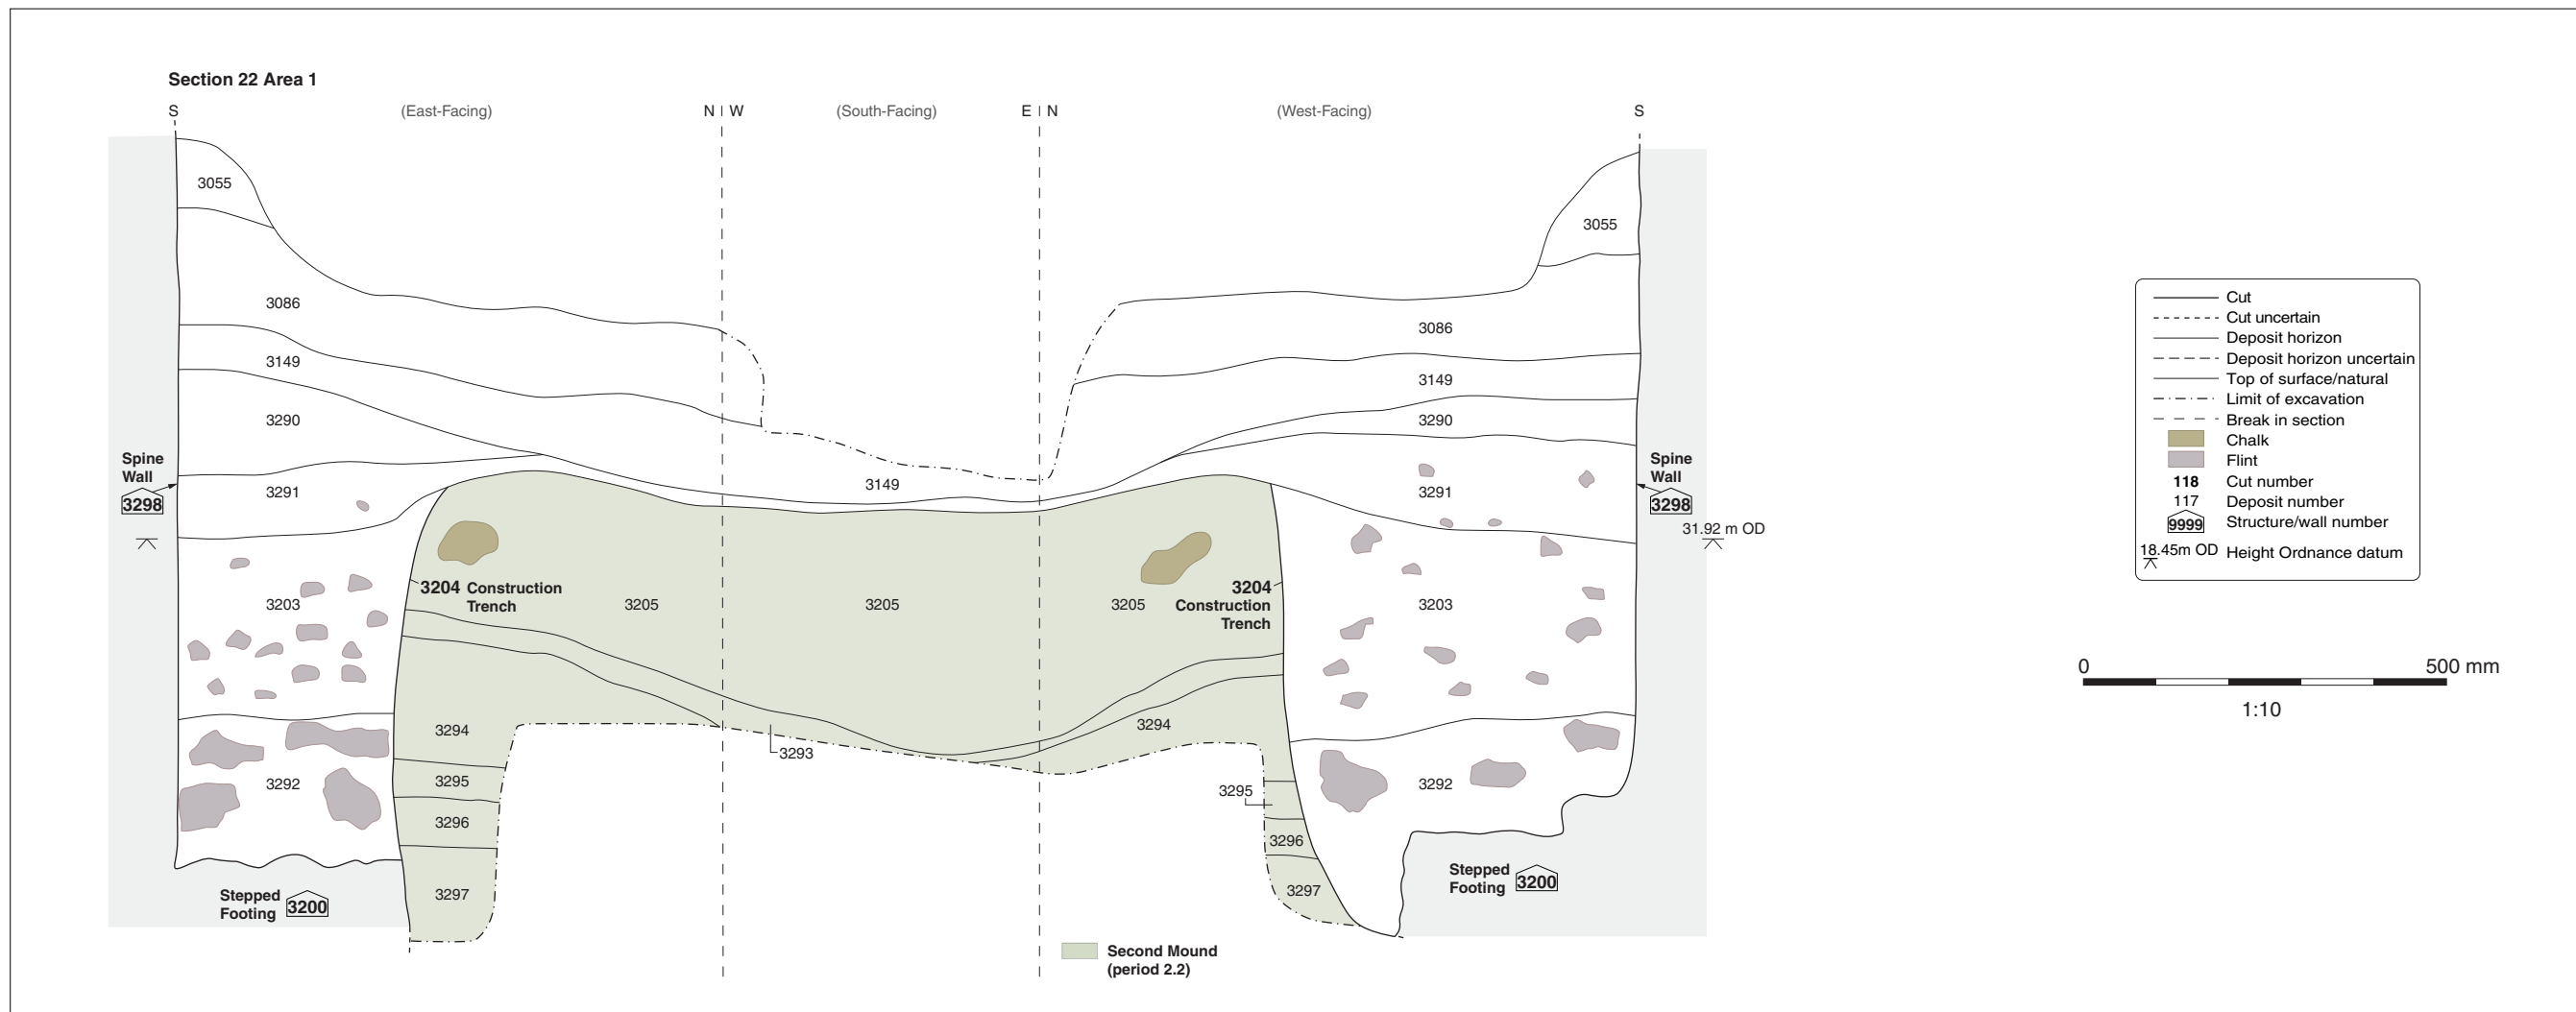 Section 22 Area 1
S (East-Facing) N W (South-Facing) E N (West-Facing) S
3055
3055
3086
3086
3149
3149
3290
3290
Spine
Wall
3298
3291
3149
3291
Spine
Wall
3298
31.92 m OD
3204 Construction
Trench
3204
Construction
Trench
3203
3205
3205
3205
3203
3294
3294
3293
3295
3295
3292
3292
3296
3296
3297
3297
Stepped
Footing 3200
Stepped
Footing 3200
Second Mound
(period 2.2)
Cut
Cut uncertain
Deposit horizon
Deposit horizon uncertain
Top of surface/natural
Limit of excavation
Break in section
Chalk
Flint
118 Cut number
117 Deposit number
9999 Structure/wall number
18.45m OD Height Ordnance datum
0 500 mm
1:10